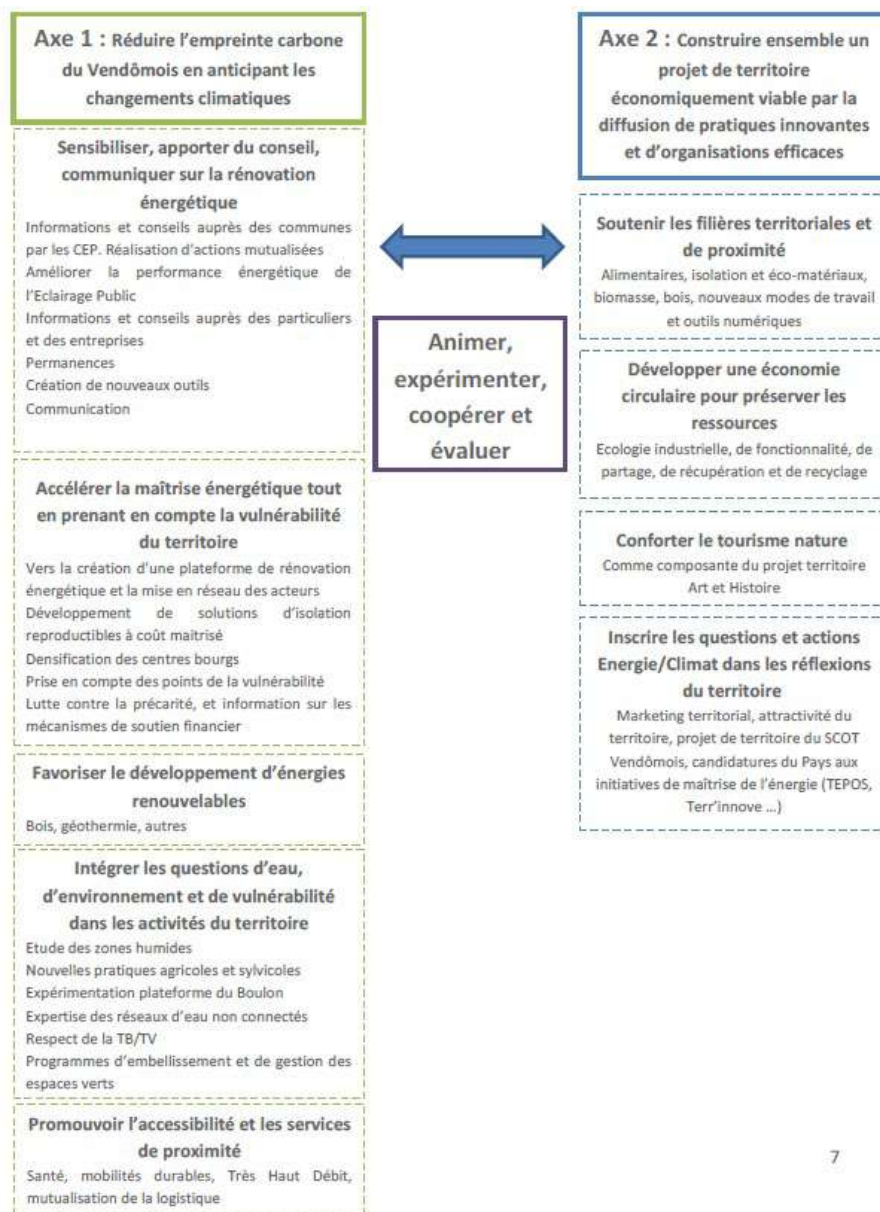 Axe 1 : Réduire l'empreinte carbone
du Vendômois en anticipant les
changements climatiques
Sensibiliser, apporter du conseil,
communiquer sur la rénovation
énergétique
Informations et conseils auprès des communes
par les CEP. Réalisation d'actions mutualisées
Améliorer la performance énergétique de
l'Eclairage Public
Informations et conseils auprès des particuliers
et des entreprises
Permanences
Création de nouveaux outils
Communication
Accélérer la maîtrise énergétique tout
en prenant en compte la vulnérabilité
du territoire
Vers la création d'une plateforme de rénovation
énergétique et la mise en réseau des acteurs
Développement de solutions d'isolation
reproductibles à coût maitrisé
Densification des centres bourgs
Prise en compte des points de la vulnérabilité
Lutte contre la précarité, et information sur les
mécanismes de soutien financier
Favoriser le développement d'énergies
renouvelables
Bois, géothermie, autres
Intégrer les questions d'eau,
d'environnement et de vulnérabilité
dans les activités du territoire
Etude des zones humides
Nouvelles pratiques agricoles et sylvicoles
Expérimentation plateforme du Boulon
Expertise des réseaux d'eau non connectés
Respect de la TB/TV
Programmes d'embellissement et de gestion des
espaces verts
Promouvoir l'accessibilité et les services
de proximité
Santé, mobilités durables, Très Haut Débit,
mutualisation de la logistique
Animer,
expérimenter,
coopérer et
évaluer
Axe 2 : Construire ensemble un
projet de territoire
économiquement viable par la
diffusion de pratiques innovantes
et d'organisations efficaces
Soutenir les filières territoriales et
de proximité
Alimentaires, isolation et éco-matériaux,
biomasse, bois, nouveaux modes de travail
et outils numériques
Développer une économie
circulaire pour préserver les
ressources
Ecologie industrielle, de fonctionnalité, de
partage, de récupération et de recyclage
Conforter le tourisme nature
Comme composante du projet territoire
Art et Histoire
Inscrire les questions et actions
Energie/Climat dans les réflexions
du territoire
Marketing territorial, attractivité du
territoire, projet de territoire du SCOT
Vendômois, candidatures du Pays aux
initiatives de maîtrise de l'énergie (TEPOS,
Terr'innove ...)
7